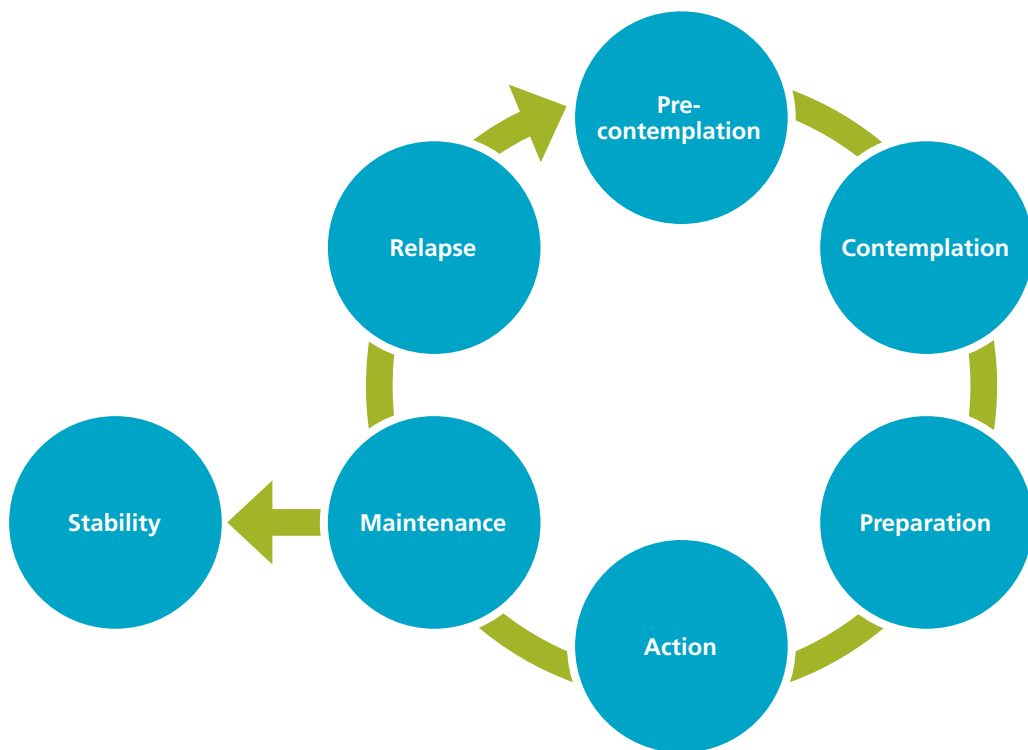 Pre-
contemplation
Contemplation
Preparation
Action
Maintenance
Stability
Relapse